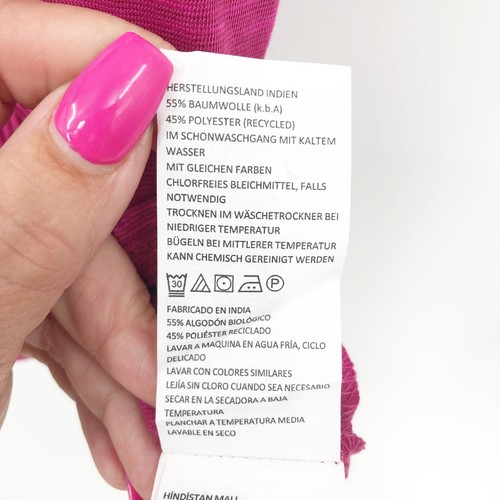 HERSTELLUNGSLAND INDIEN
55% BAUMWOLLE (k.b.A)
45% POLYESTER (RECYCLED)
IM SCHONWASCHGANG MIT KALTEM
WASSER
MIT GLEICHEN FARBEN
CHLORFREIES BLEICHMITTEL, FALLS
NOTWENDIG
TROCKNEN IM WÄSCHETROCKNER BEI
NIEDRIGER TEMPERATUR
BÜGELN BEI MITTLERER TEMPERATUR
KANN CHEMISCH GEREINIGT WERDEN
30 P
FABRICADO EN INDIA
55% ALGODÓN BIOLÓGICO
45% POLIÉSTER RECICLADO
LAVAR A MAQUINA EN AGUA FRÍA, CICLO
DELICADO
LAVAR CON COLORES SIMILARES
LEJÍA SIN CLORO CUANDO SEA NECESARIO
SECAR EN LA SECADORA A BAJA
TEMPERATURA
PLANCHAR A TEMPERATURA MEDIA
LAVABLE EN SECO
HİNDİSTAN MALI